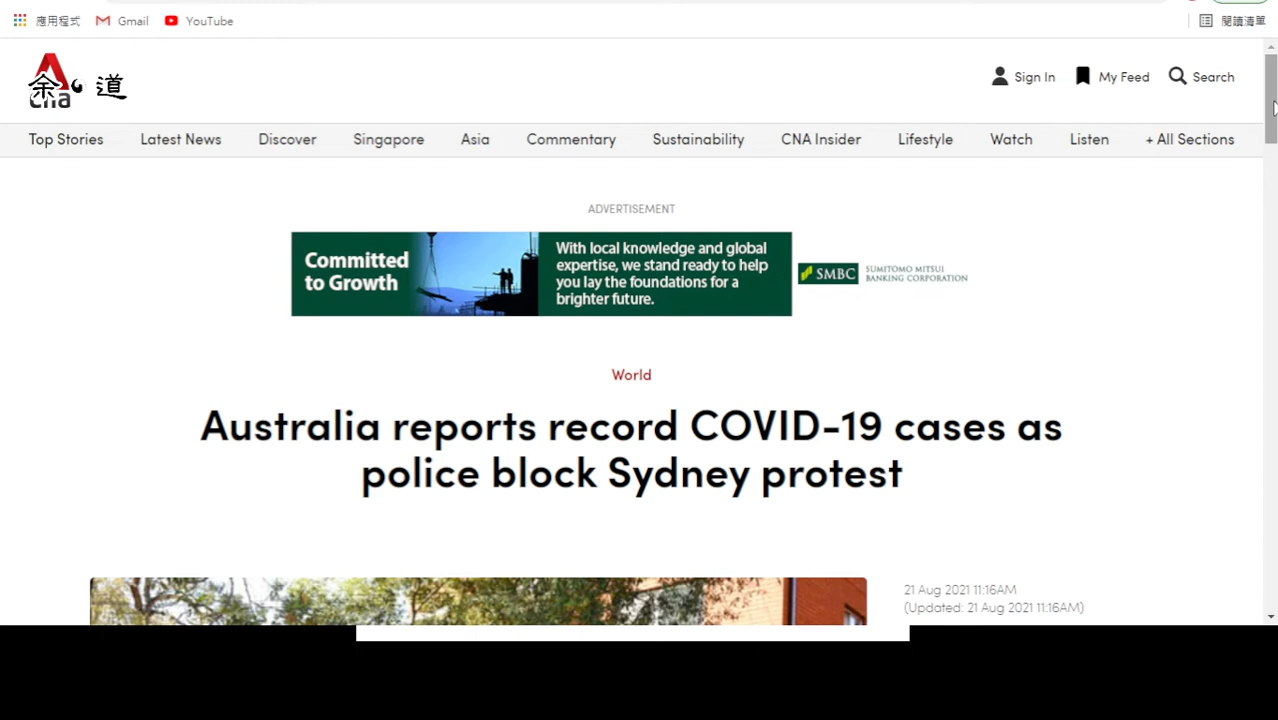 應用程式 Gmail YouTube 閱讀清單
余 道
cna
Sign In My Feed Search
Top Stories Latest News Discover Singapore Asia Commentary Sustainability CNA Insider Lifestyle Watch Listen + All Sections
ADVERTISEMENT
Committed
to Growth
With local knowledge and global
expertise, we stand ready to help
you lay the foundations for a
brighter future.
SMBC
SUMITOMO MITSUI
BANKING CORPORATION
World
Australia reports record COVID-19 cases as
police block Sydney protest
21 Aug 2021 11:16AM
(Updated: 21 Aug 2021 11:16AM)